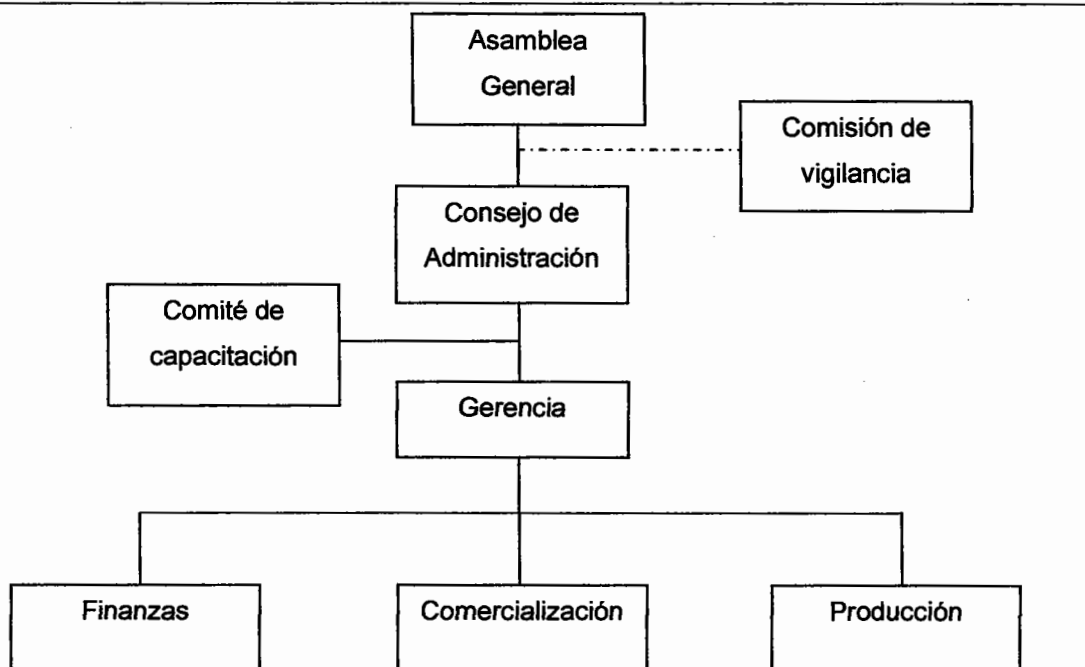 Asamblea
General
Comisión de
vigilancia
Consejo de
Administración
Comité de
capacitación
Gerencia
Finanzas
Comercialización
Producción